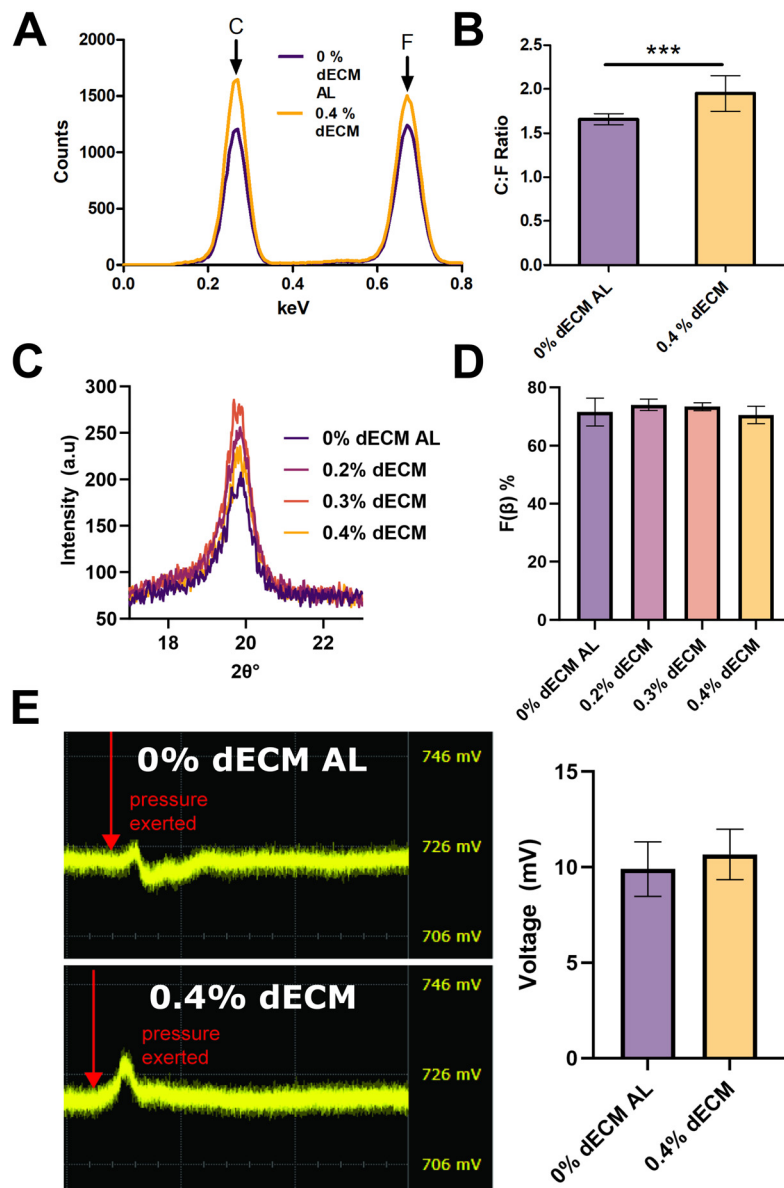 A
C
F
2000
1500
1000
500
0
Counts
0.0
0.2
0.4
0.6
0.8
keV
0 %
dECM
AL
0.4 %
dECM
B
***
2.5
2.0
1.5
1.0
0.5
0.0
C:F Ratio
0% dECM AL
0.4 % dECM
C
300
250
200
150
100
50
Intensity (a.u)
18
20
22
2θ°
0% dECM AL
0.2% dECM
0.3% dECM
0.4% dECM
D
80
60
40
20
0
F(β) %
0% dECM AL
0.2% dECM
0.3% dECM
0.4% dECM
E
0% dECM AL
pressure
exerted
746 mV
726 mV
706 mV
0.4% dECM
pressure
exerted
746 mV
726 mV
706 mV
15
10
5
0
Voltage (mV)
0% dECM AL
0.4% dECM